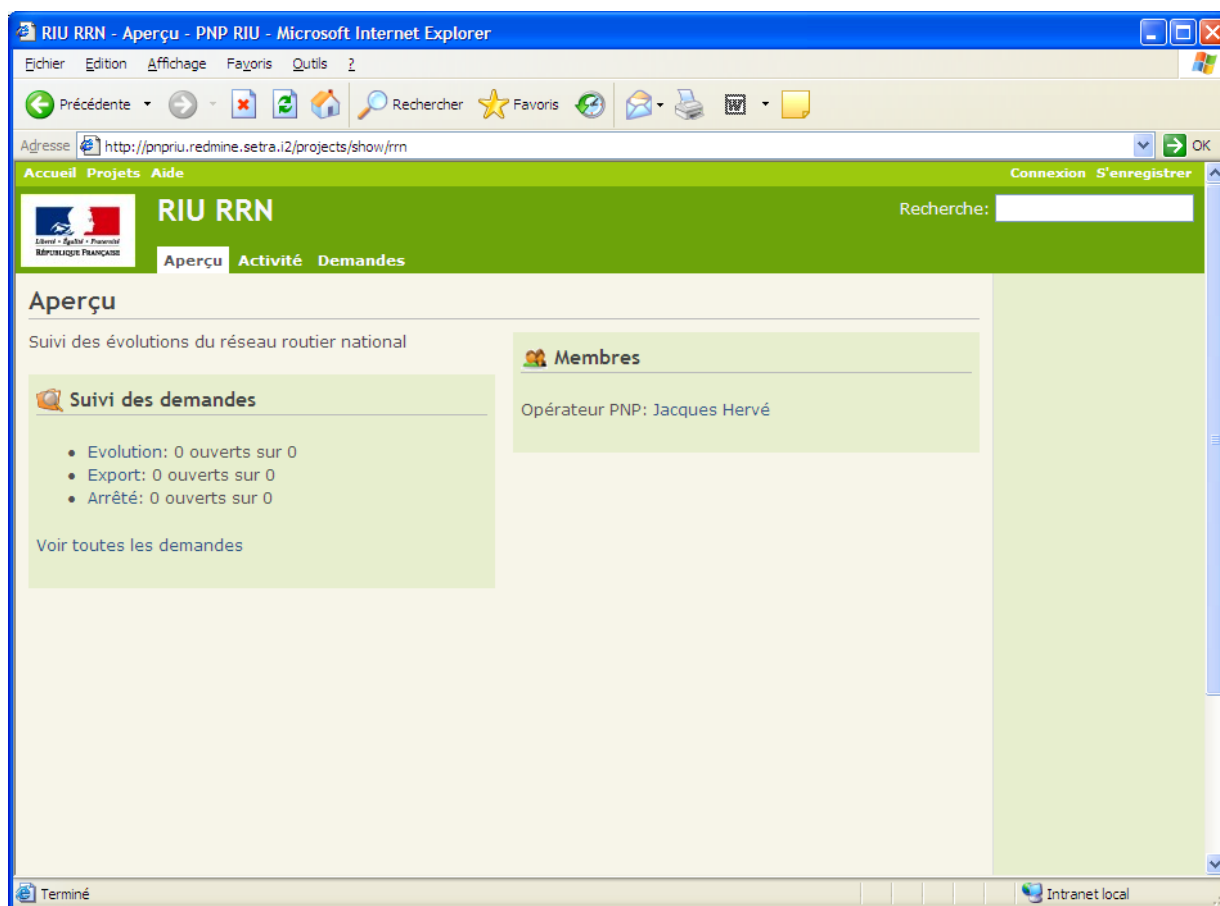 RIU RRN - Aperçu - PNP RIU - Microsoft Internet Explorer
Fichier Edition Affichage Favoris Outils ?
Précédente Rechercher Favoris
Adresse http://pnpriu.redmine.setra.i2/projects/show/rrn OK
Accueil Projets Aide Connexion S'enregistrer
RIU RRN Recherche:
Liberté • Égalité • Fraternité
RÉPUBLIQUE FRANÇAISE
Aperçu Activité Demandes
Aperçu
Suivi des évolutions du réseau routier national
Membres
Opérateur PNP: Jacques Hervé
Suivi des demandes
• Evolution: 0 ouverts sur 0
• Export: 0 ouverts sur 0
• Arrêté: 0 ouverts sur 0
Voir toutes les demandes
Terminé Intranet local